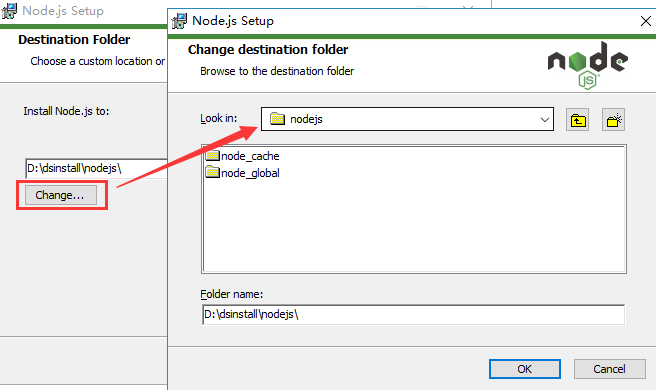 Node.js Setup
Destination Folder
Choose a custom location or
Install Node.js to:
D:\dsinstall\nodejs\
Change...
Node.js Setup
Change destination folder
Browse to the destination folder
node
JS
Look in:
nodejs
node_cache
node_global
Folder name:
D:\dsinstall\nodejs\
OK
Cancel